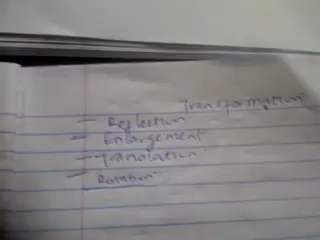 Transformation
- Reflection
- Enlargement
- Translation
- Rotation